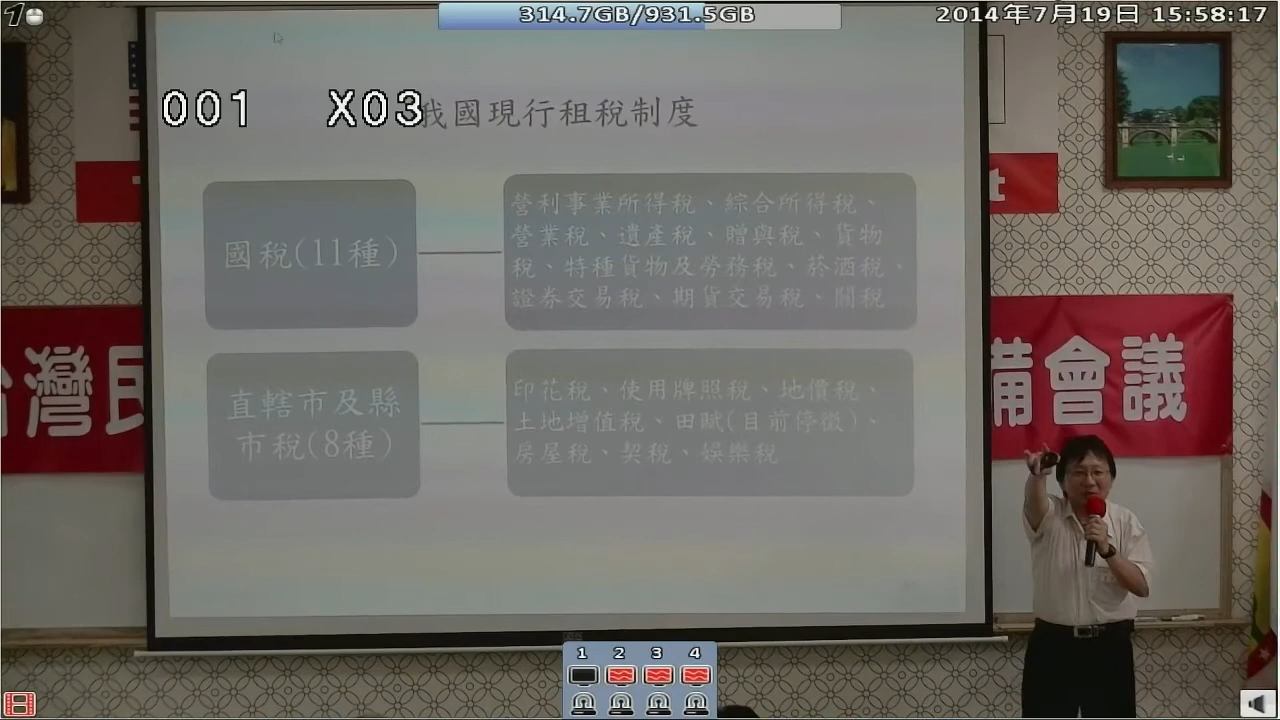 314.7GB/931.5GB
2014年7月19日 15:58:17
001 X03
我國現行租稅制度
國稅(11種)
營利事業所得稅、綜合所得稅、
營業稅、遺產稅、贈與稅、貨物
稅、特種貨物及勞務稅、菸酒稅、
證券交易稅、期貨交易稅、關稅
直轄市及縣
市稅(8種)
印花稅、使用牌照稅、地價稅、
土地增值稅、田賦(目前停徵)、
房屋稅、契稅、娛樂稅
台灣民
備會議
t
1 2 3 4